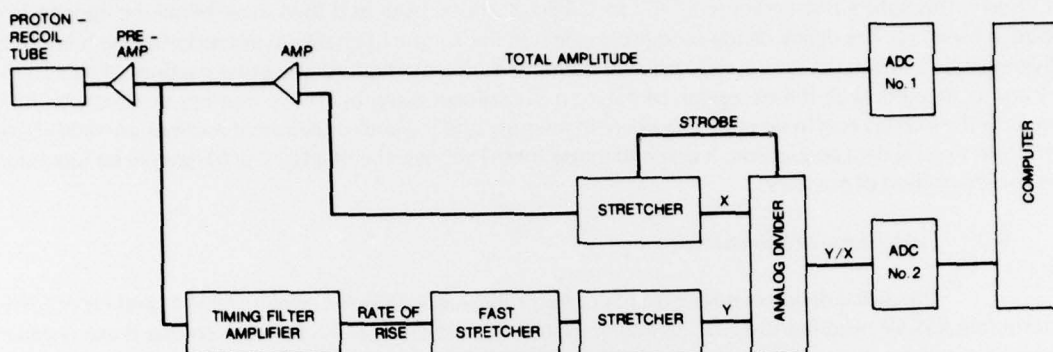 PROTON-
RECOIL
TUBE
PRE-
AMP
AMP
TOTAL AMPLITUDE
ADC
No.1
COMPUTER
STROBE
STRETCHER
X
ANALOG DIVIDER
Y/X
ADC
No.2
TIMING FILTER
AMPLIFIER
RATE OF
RISE
FAST
STRETCHER
STRETCHER
Y